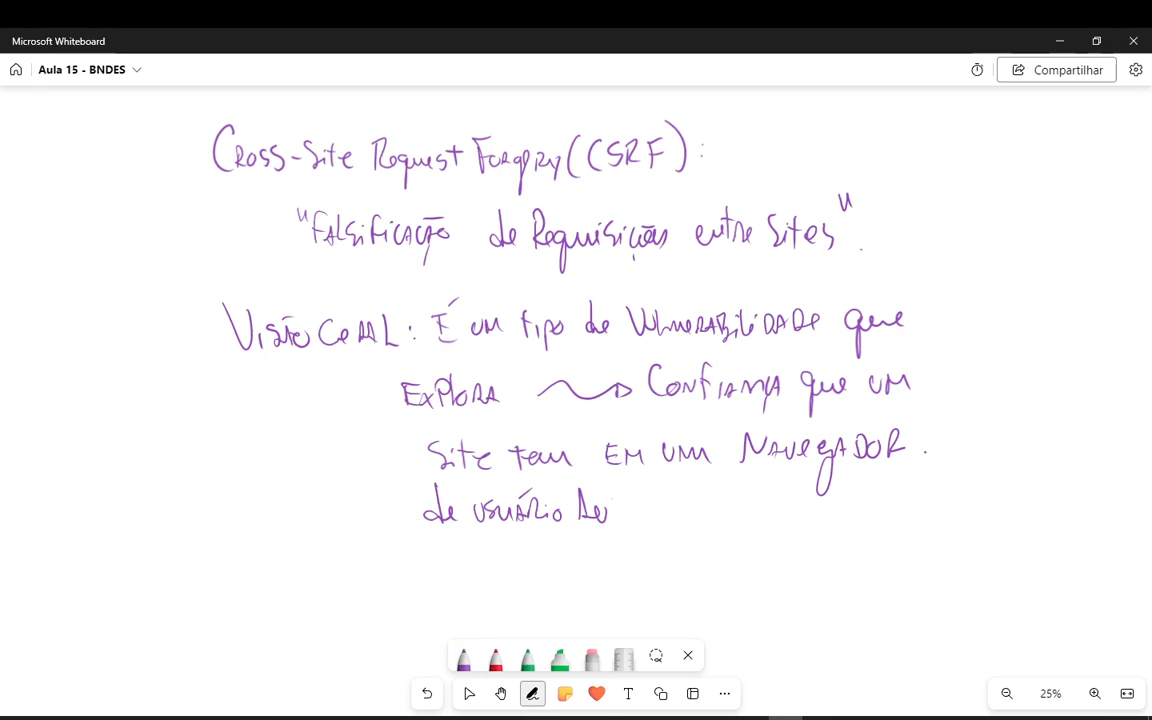 Microsoft Whiteboard
Aula 15 - BNDES
Compartilhar
Cross-Site Request Forgery (CSRF):
"Falsificação de Requisições entre Sites".
Visão Geral: É um tipo de Vulnerabilidade que
Explora → Confiança que um
Site tem EM um NAVEGADOR.
de usuário
25%